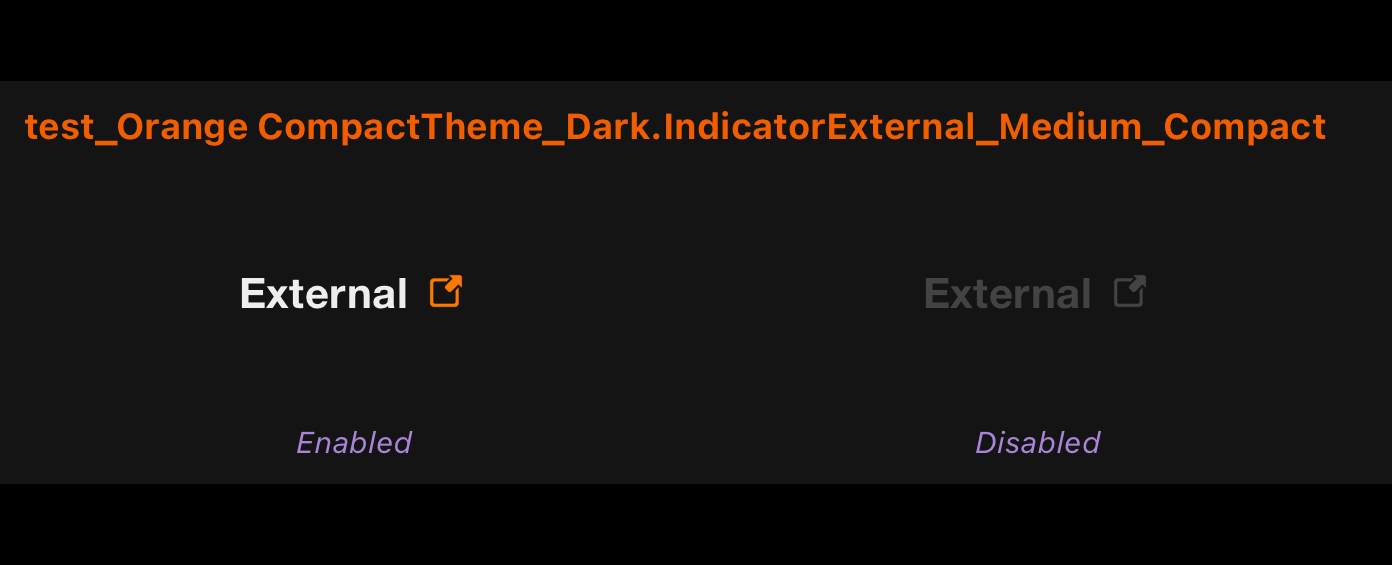 test_Orange CompactTheme_Dark.IndicatorExternal_Medium_Compact
External External
Enabled Disabled